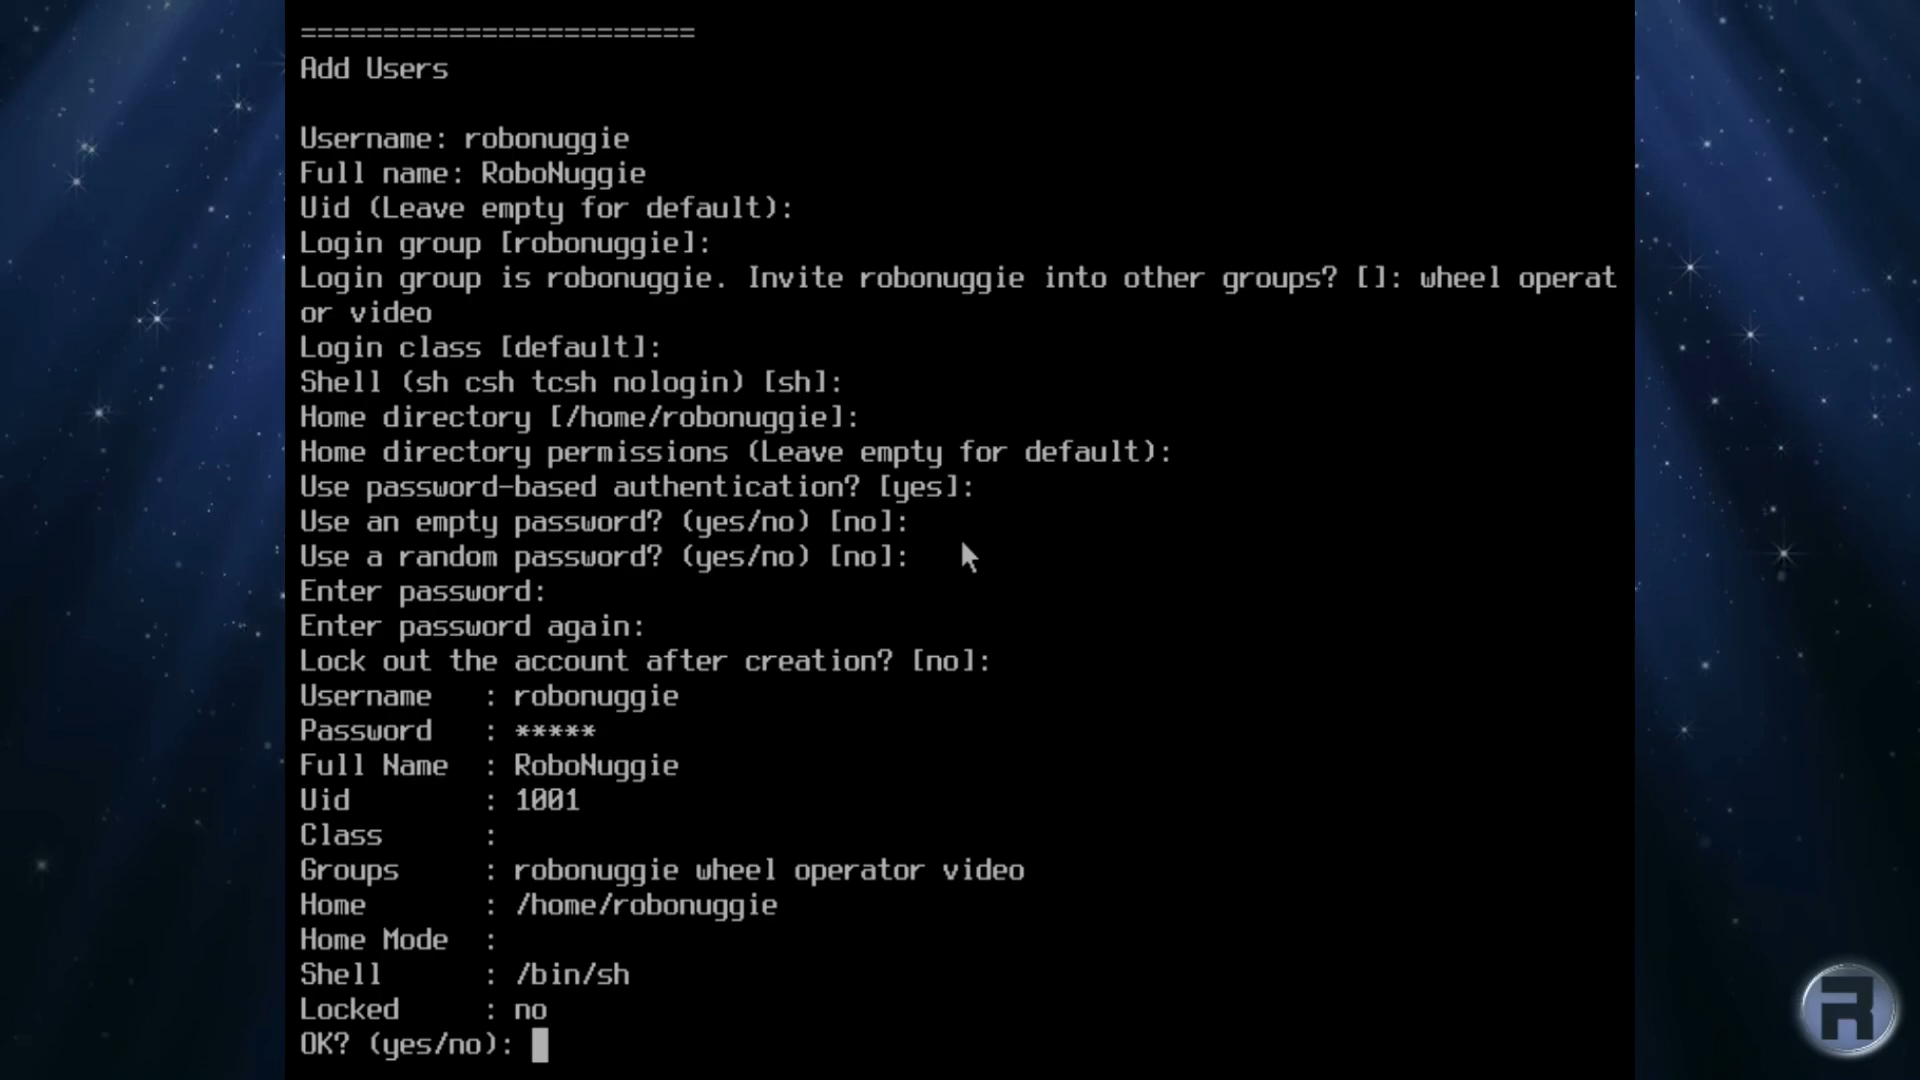 ========================
Add Users
Username: robonuggie
Full name: RoboNuggie
Uid (Leave empty for default):
Login group [robonuggie]:
Login group is robonuggie. Invite robonuggie into other groups? []: wheel operat
or video
Login class [default]:
Shell (sh csh tcsh nologin) [sh]:
Home directory [/home/robonuggie]:
Home directory permissions (Leave empty for default):
Use password-based authentication? [yes]:
Use an empty password? (yes/no) [no]:
Use a random password? (yes/no) [no]:
Enter password:
Enter password again:
Lock out the account after creation? [no]:
Username   : robonuggie
Password   : *****
Full Name  : RoboNuggie
Uid        : 1001
Class      :
Groups     : robonuggie wheel operator video
Home       : /home/robonuggie
Home Mode  :
Shell      : /bin/sh
Locked     : no
OK? (yes/no):
R